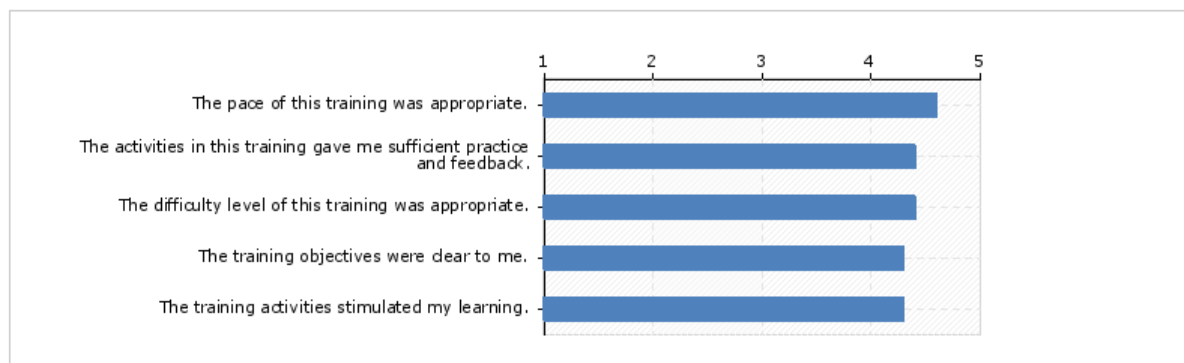 1 2 3 4 5
The pace of this training was appropriate.
The activities in this training gave me sufficient practice
and feedback.
The difficulty level of this training was appropriate.
The training objectives were clear to me.
The training activities stimulated my learning.